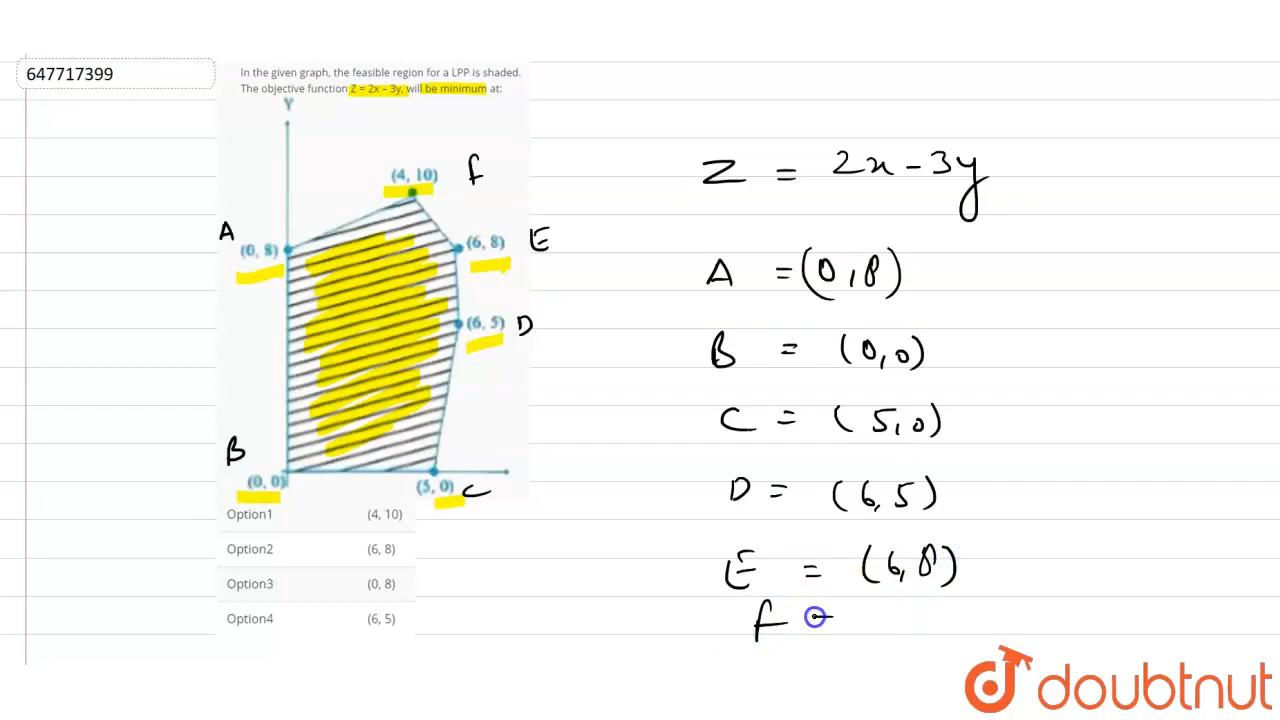 647717399
In the given graph, the feasible region for a LPP is shaded.
The objective function Z = 2x – 3y, will be minimum at:
Y
(4, 10) F
A
(0, 8)
(6, 8) E
(6, 5) D
B
(0, 0)
(5, 0) C
Option1 (4, 10)
Option2 (6, 8)
Option3 (0, 8)
Option4 (6, 5)
Z = 2x - 3y
A = (0, 8)
B = (0, 0)
C = (5, 0)
D = (6, 5)
E = (6, 8)
F =
doubtnut